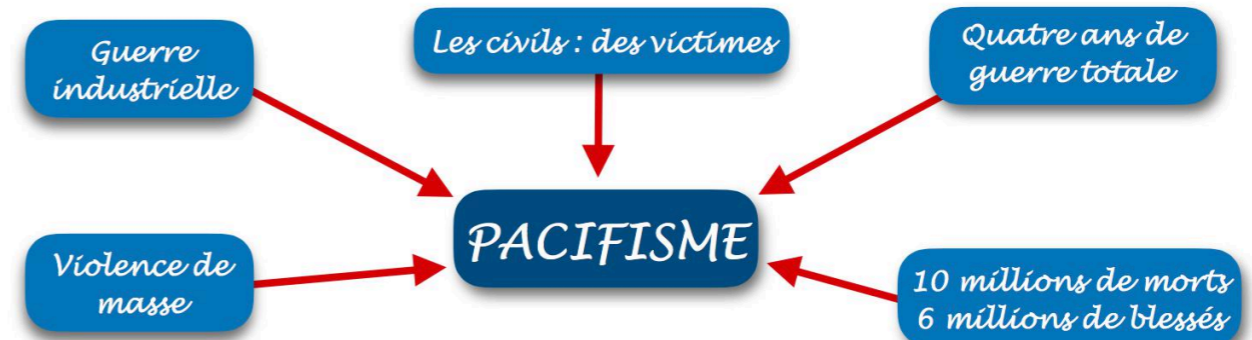 Guerre
industrielle
Les civils : des victimes
Quatre ans de
guerre totale
PACIFISME
Violence de
masse
10 millions de morts
6 millions de blessés